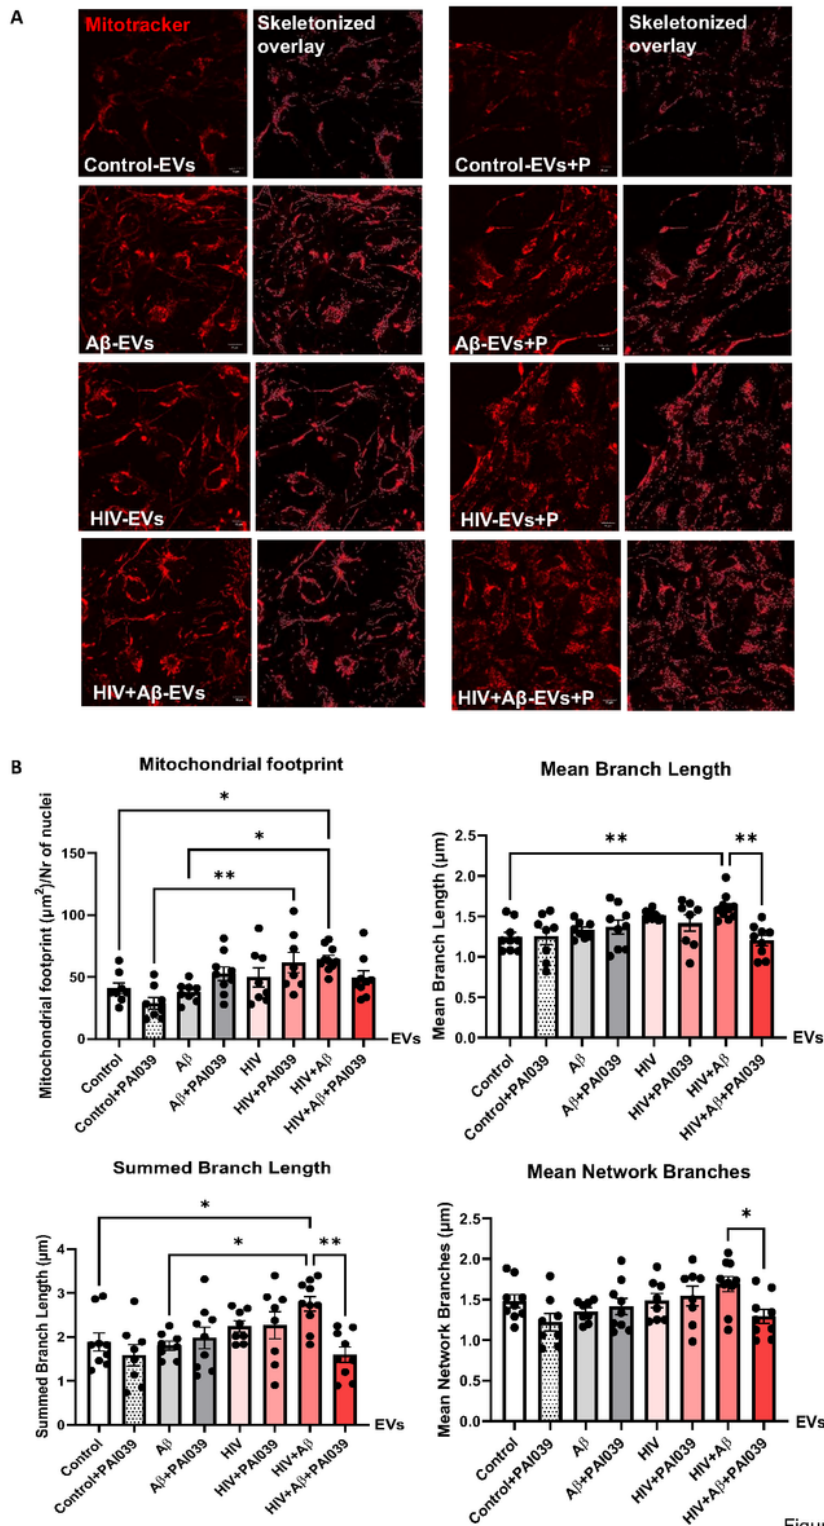 A
Mitotracker
Skeletonized
overlay
Skeletonized
overlay
Control-EVs
Control-EVs+P
Aβ-EVs
Aβ-EVs+P
HIV-EVs
HIV-EVs+P
HIV+Aβ-EVs
HIV+Aβ-EVs+P
B
Mitochondrial footprint
Mitochondrial footprint (µm²)/Nr of nuclei
150
100
50
0
*
*
**
Control
Control+PAI039
Aβ
Aβ+PAI039
HIV
HIV+PAI039
HIV+Aβ
HIV+Aβ+PAI039
EVs
Mean Branch Length
Mean Branch Length (µm)
2.5
2.0
1.5
1.0
0.5
0.0
**
**
Control
Control+PAI039
Aβ
Aβ+PAI039
HIV
HIV+PAI039
HIV+Aβ
HIV+Aβ+PAI039
EVs
Summed Branch Length
Summed Branch Length (µm)
4
3
2
1
0
*
*
**
Control
Control+PAI039
Aβ
Aβ+PAI039
HIV
HIV+PAI039
HIV+Aβ
HIV+Aβ+PAI039
EVs
Mean Network Branches
Mean Network Branches (µm)
2.5
2.0
1.5
1.0
0.5
0.0
*
Control
Control+PAI039
Aβ
Aβ+PAI039
HIV
HIV+PAI039
HIV+Aβ
HIV+Aβ+PAI039
EVs